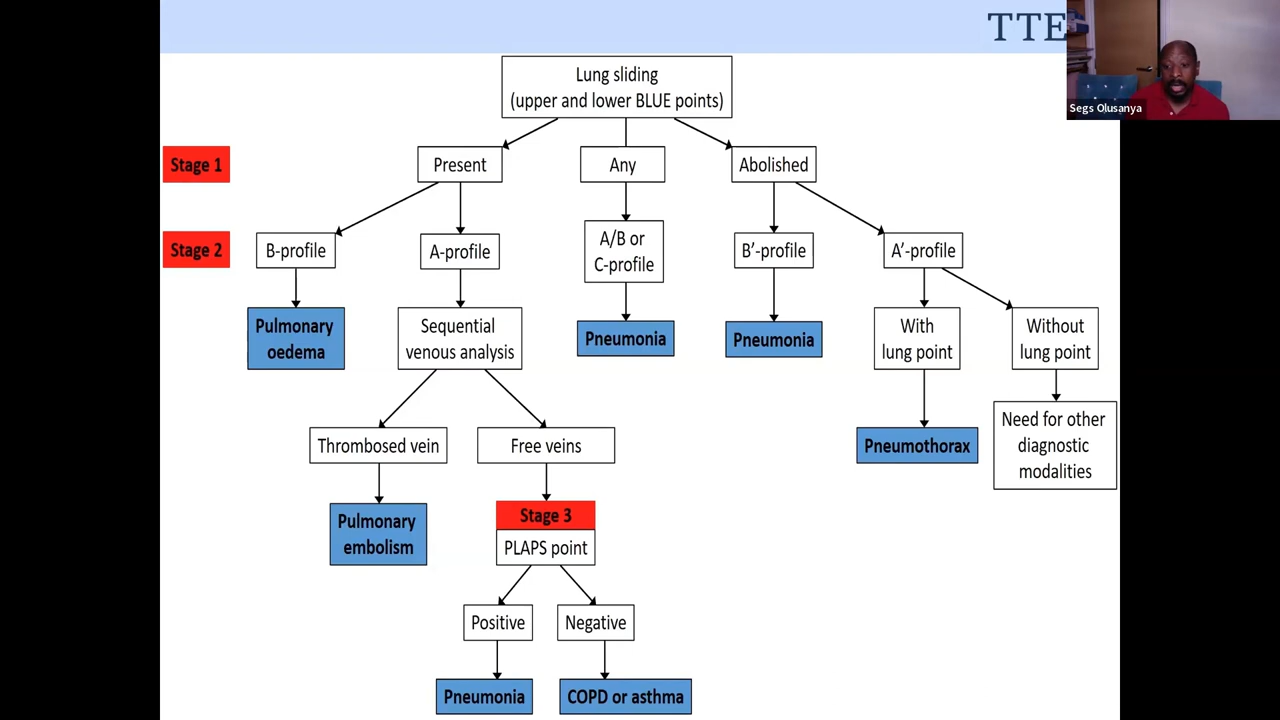 TTE
Segs Olusanya
Lung sliding
(upper and lower BLUE points)
Stage 1
Present
Any
Abolished
Stage 2
B-profile
A-profile
A/B or
C-profile
B′-profile
A′-profile
Pulmonary
oedema
Sequential
venous analysis
Pneumonia
Pneumonia
With
lung point
Without
lung point
Thrombosed vein
Free veins
Pneumothorax
Need for other
diagnostic
modalities
Pulmonary
embolism
Stage 3
PLAPS point
Positive
Negative
Pneumonia
COPD or asthma